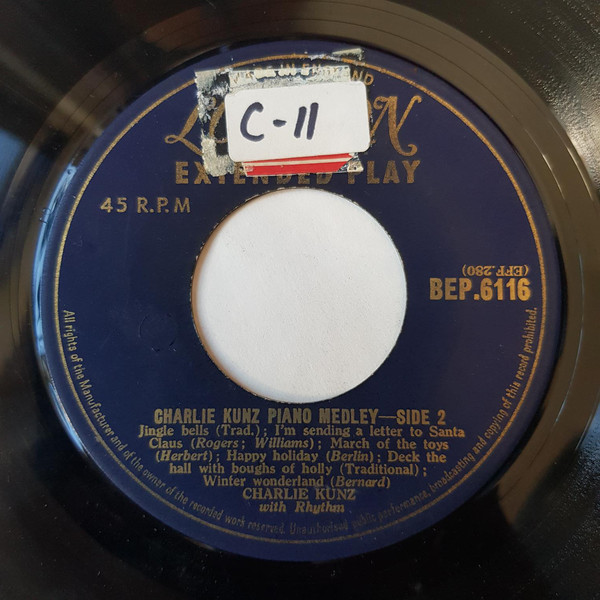 MADE IN ENGLAND
C-11
EXTENDED PLAY
45 R.P.M
(EFF.280)
BEP.6116
CHARLIE KUNZ PIANO MEDLEY—SIDE 2
Jingle bells (Trad.); I'm sending a letter to Santa
Claus (Rogers; Williams); March of the toys
(Herbert); Happy holiday (Berlin); Deck the
hall with boughs of holly (Traditional);
Winter wonderland (Bernard)
CHARLIE KUNZ
with Rhythm
All rights of the Manufacturer and of the owner of the recorded work reserved. Unauthorised public performance, broadcasting and copying of this record prohibited.